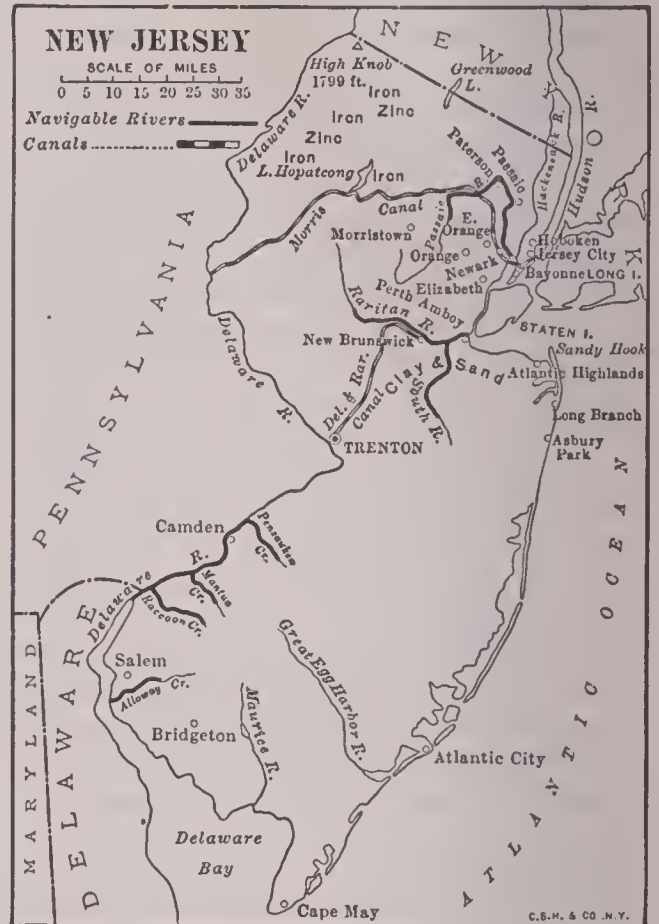 NEW JERSEY
SCALE OF MILES
0 5 10 15 20 25 30 35
Navigable Rivers
Canals
NEW Y
R K
High Knob
1799 ft.
Greenwood
L.
Iron
Zinc
Iron
Zinc
Iron
L. Hopatcong
Iron
Delaware R.
Hackensack R.
Hudson R.
Paterson
Passaic
R.
Passaic
Morris Canal
Morristown
E.
Orange
Orange
Newark
Elizabeth
Hoboken
Jersey City
Bayonne
LONG I.
Perth Amboy
Raritan R.
New Brunswick
STATEN I.
Sandy Hook
Clay & Sand
Atlantic Highlands
Del. & Rar.
Canal
South R.
Long Branch
Asbury
Park
Delaware
R.
TRENTON
PENNSYLVANIA
Camden
Pensauken
Cr.
Delaware R.
Mantua
Cr.
Raccoon Cr.
Salem
Alloway Cr.
Great Egg Harbor R.
Maurice R.
Bridgeton
Atlantic City
MARYLAND
DELAWARE
Delaware
Bay
Cape May
ATLANTIC OCEAN
C.S.H. & CO .N.Y.